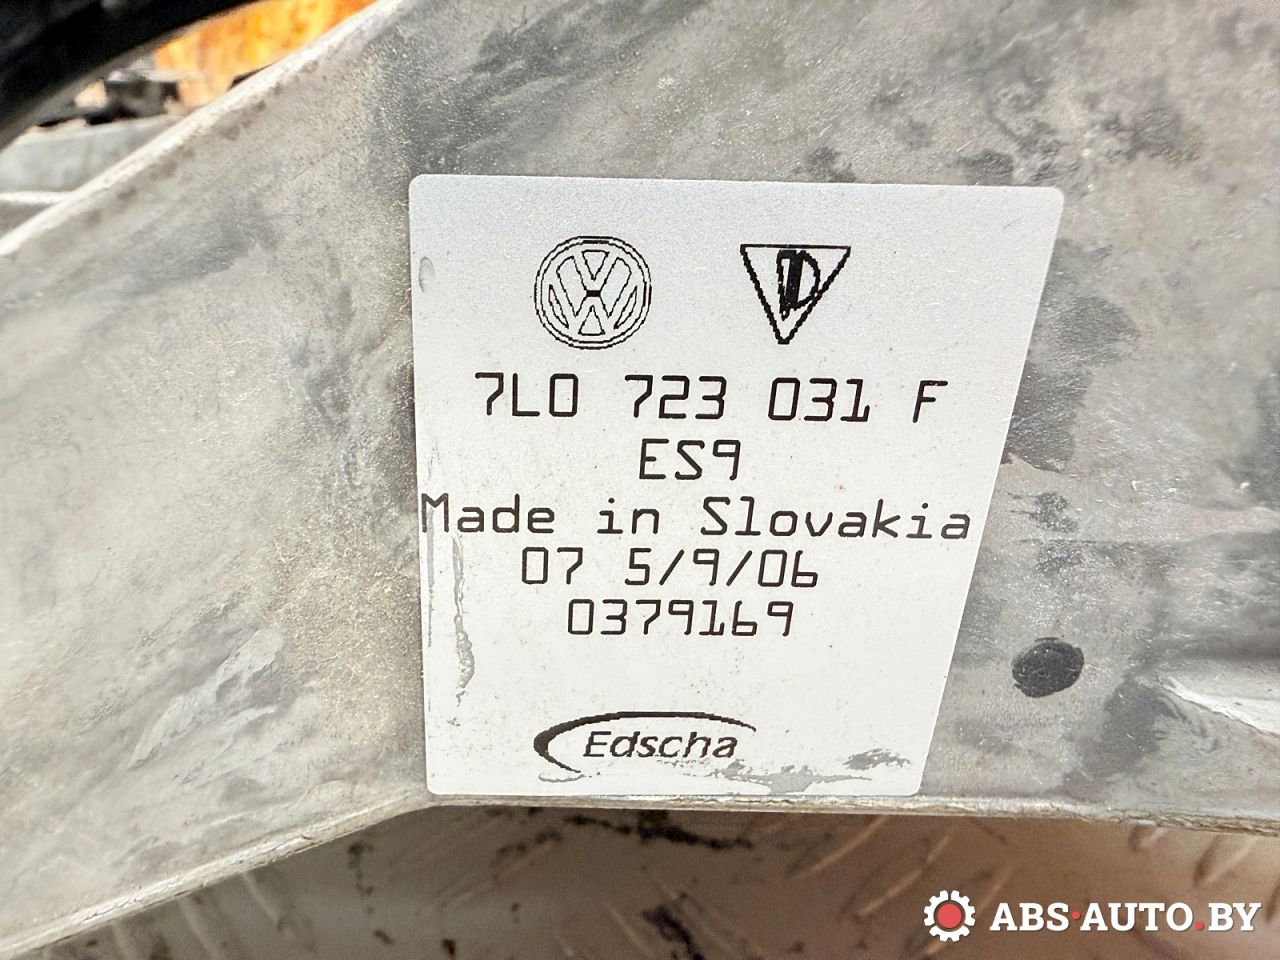 7L0 723 031 F
ES9
Made in Slovakia
07 5/9/06
0379169
Edscha
ABS·AUTO.BY